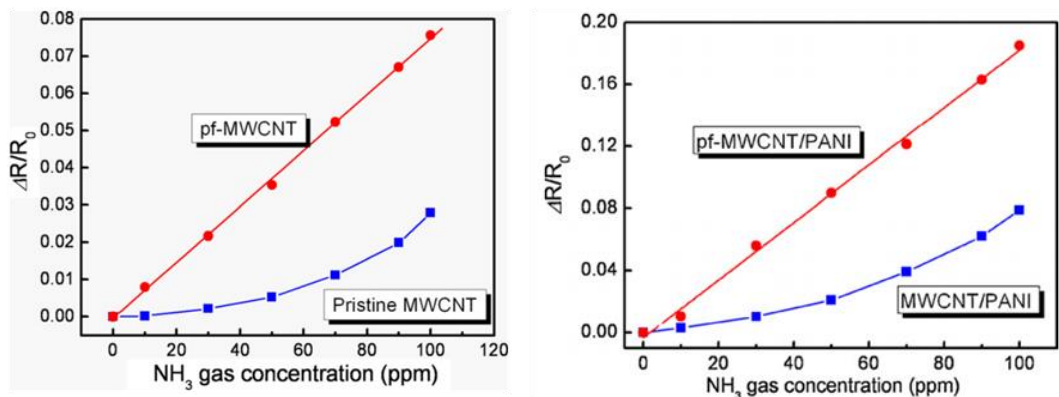 0.08
0.07
0.06
0.05
0.04
0.03
0.02
0.01
0.00
ΔR/R₀
pf-MWCNT
Pristine MWCNT
0 20 40 60 80 100 120
NH₃ gas concentration (ppm)
0.20
0.16
0.12
0.08
0.04
0.00
ΔR/R₀
pf-MWCNT/PANI
MWCNT/PANI
0 20 40 60 80 100
NH₃ gas concentration (ppm)